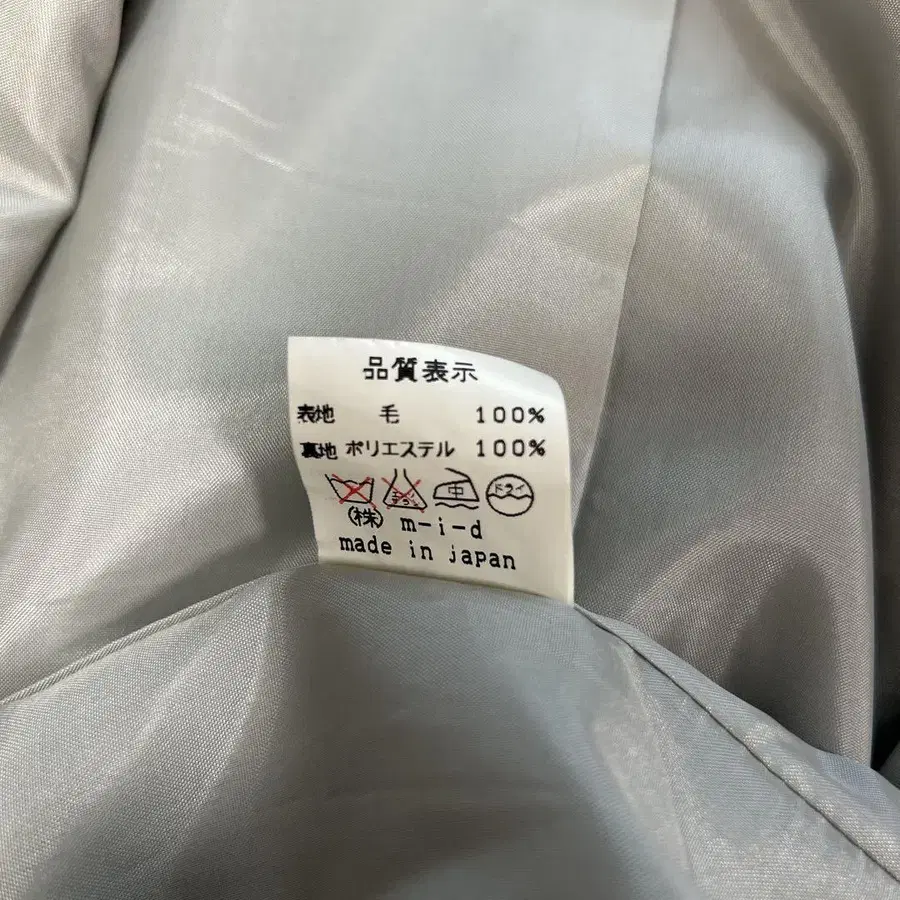 品質表示
表地 毛 100%
裏地 ポリエステル 100%
中 ドライ
(株) m-i-d
made in japan